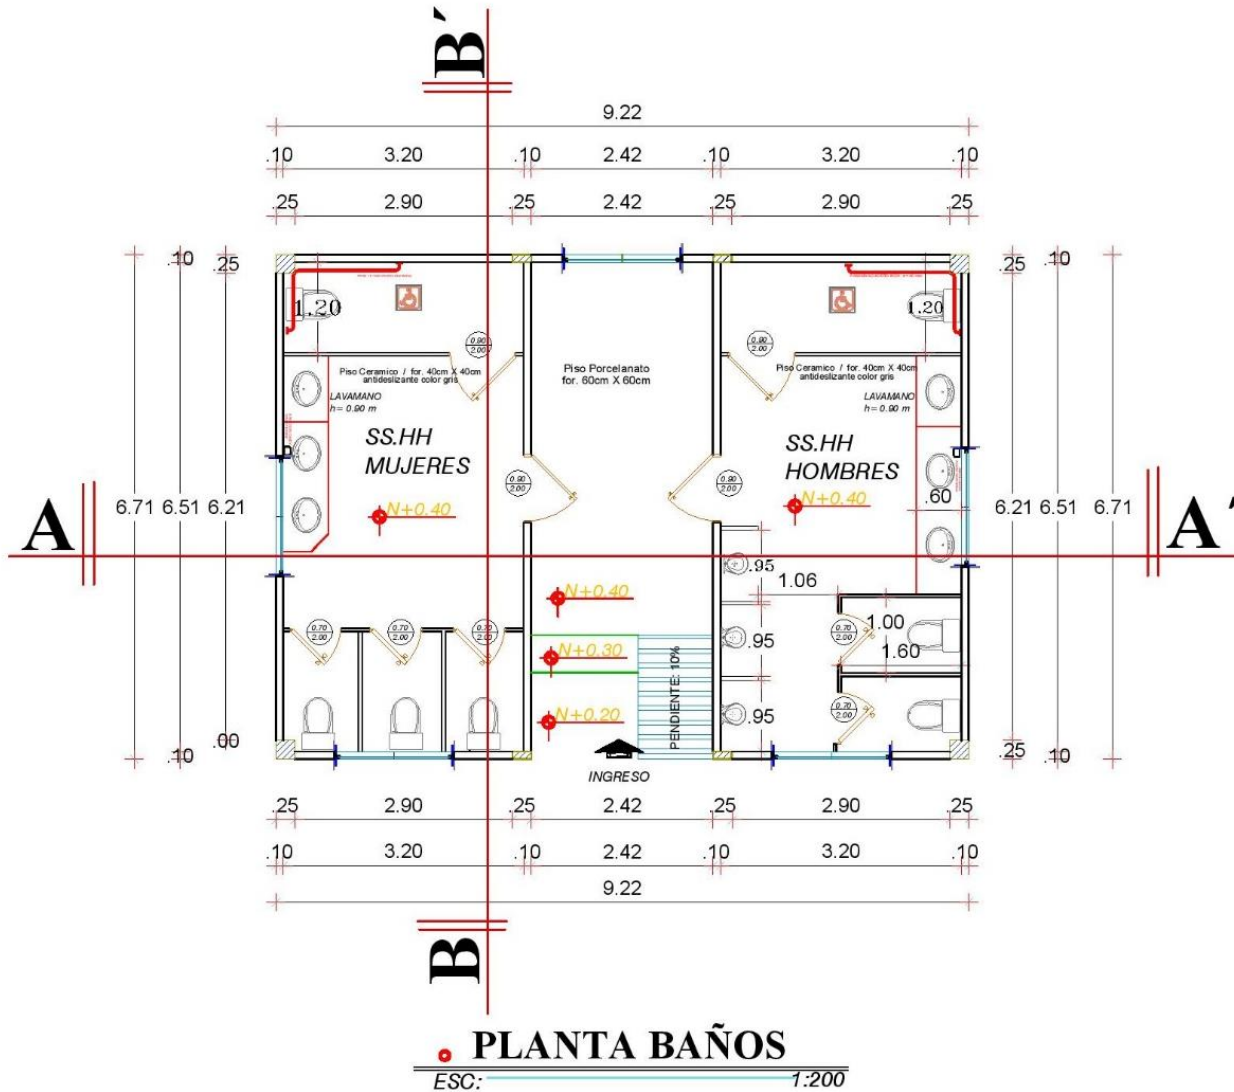 B´
9.22
.10 3.20 .10 2.42 .10 3.20 .10
.25 2.90 .25 2.42 .25 2.90 .25
.10 .25 .25 .10
1.20 1.20
0.90
2.00
0.90
2.00
Piso Ceramico / for. 40cm X 40cm
antideslizante color gris
Piso Porcelanato
for. 60cm X 60cm
Piso Ceramico / for. 40cm X 40cm
antideslizante color gris
LAVAMANO
h= 0.90 m
LAVAMANO
h= 0.90 m
SS.HH
MUJERES
SS.HH
HOMBRES
0.90
2.00
0.90
2.00
N+0.40 N+0.40 .60
6.71 6.51 6.21 6.21 6.51 6.71
A A´
.95 1.06
N+0.40
1.00
0.70
2.00
0.70
2.00
0.70
2.00
0.70
2.00
.95
1.60
N+0.30
PENDIENTE: 10%
N+0.20
.95
0.70
2.00
.10 .00 .25 .10
INGRESO
.25 2.90 .25 2.42 .25 2.90 .25
.10 3.20 .10 2.42 .10 3.20 .10
9.22
B
PLANTA BAÑOS
ESC: 1:200